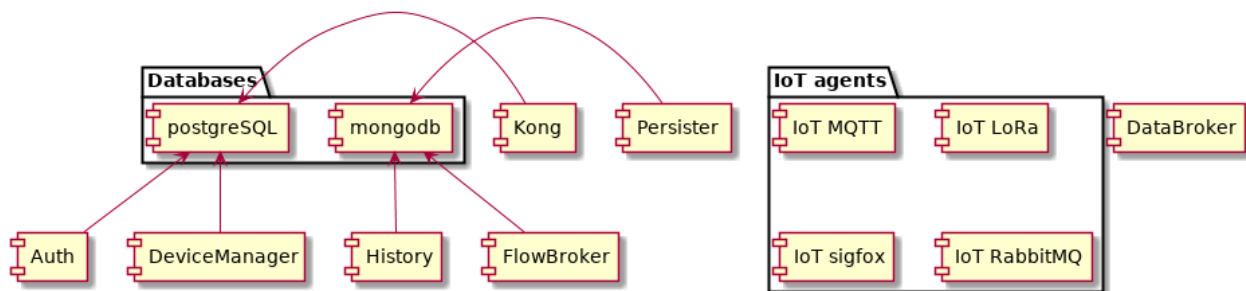 Databases
IoT agents
postgreSQL
mongodb
Kong
Persister
IoT MQTT
IoT LoRa
DataBroker
Auth
DeviceManager
History
FlowBroker
IoT sigfox
IoT RabbitMQ